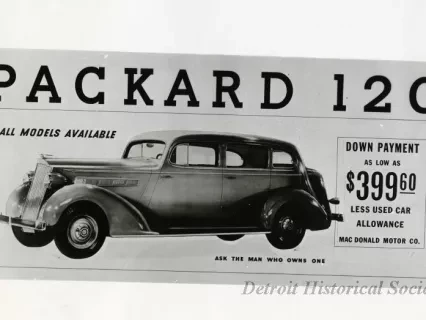 PACKARD 120
ALL MODELS AVAILABLE
DOWN PAYMENT
AS LOW AS
$399.60
LESS USED CAR
ALLOWANCE
MAC DONALD MOTOR CO.
ASK THE MAN WHO OWNS ONE
Detroit Historical Socie